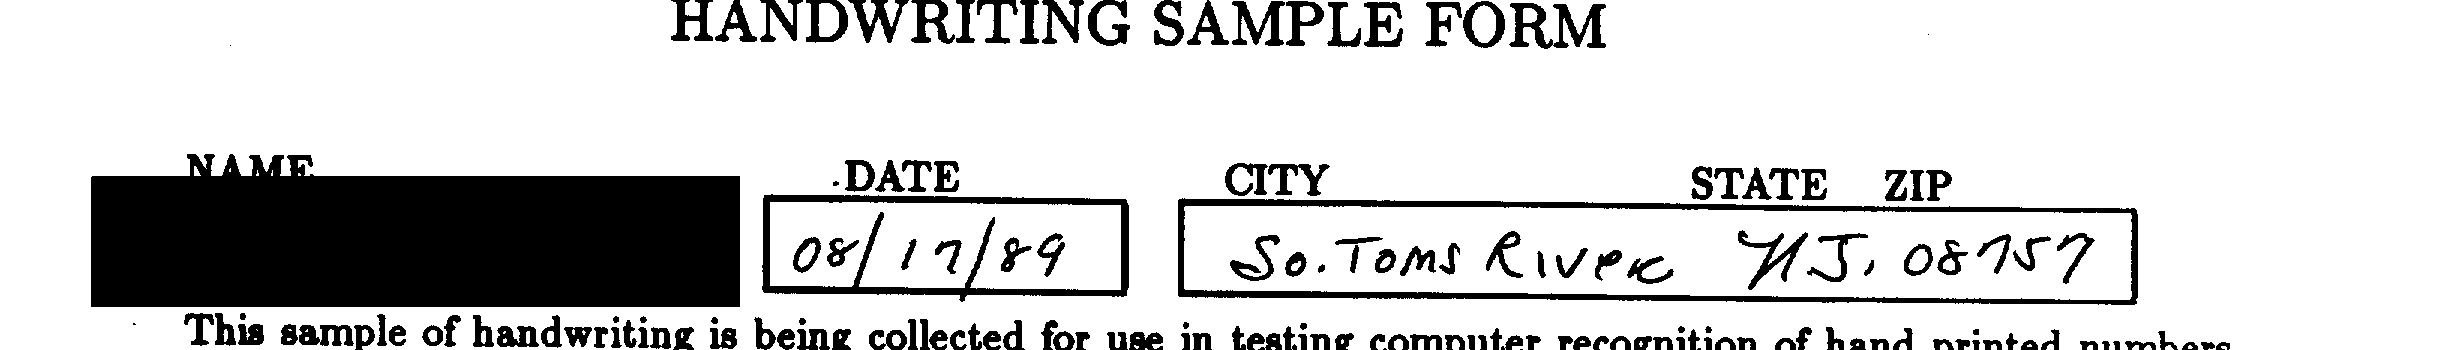 HANDWRITING SAMPLE FORM
NAME DATE CITY STATE ZIP
08/17/89 So. Toms River NJ. 08757
This sample of handwriting is being collected for use in testing computer recognition of hand printed numbers